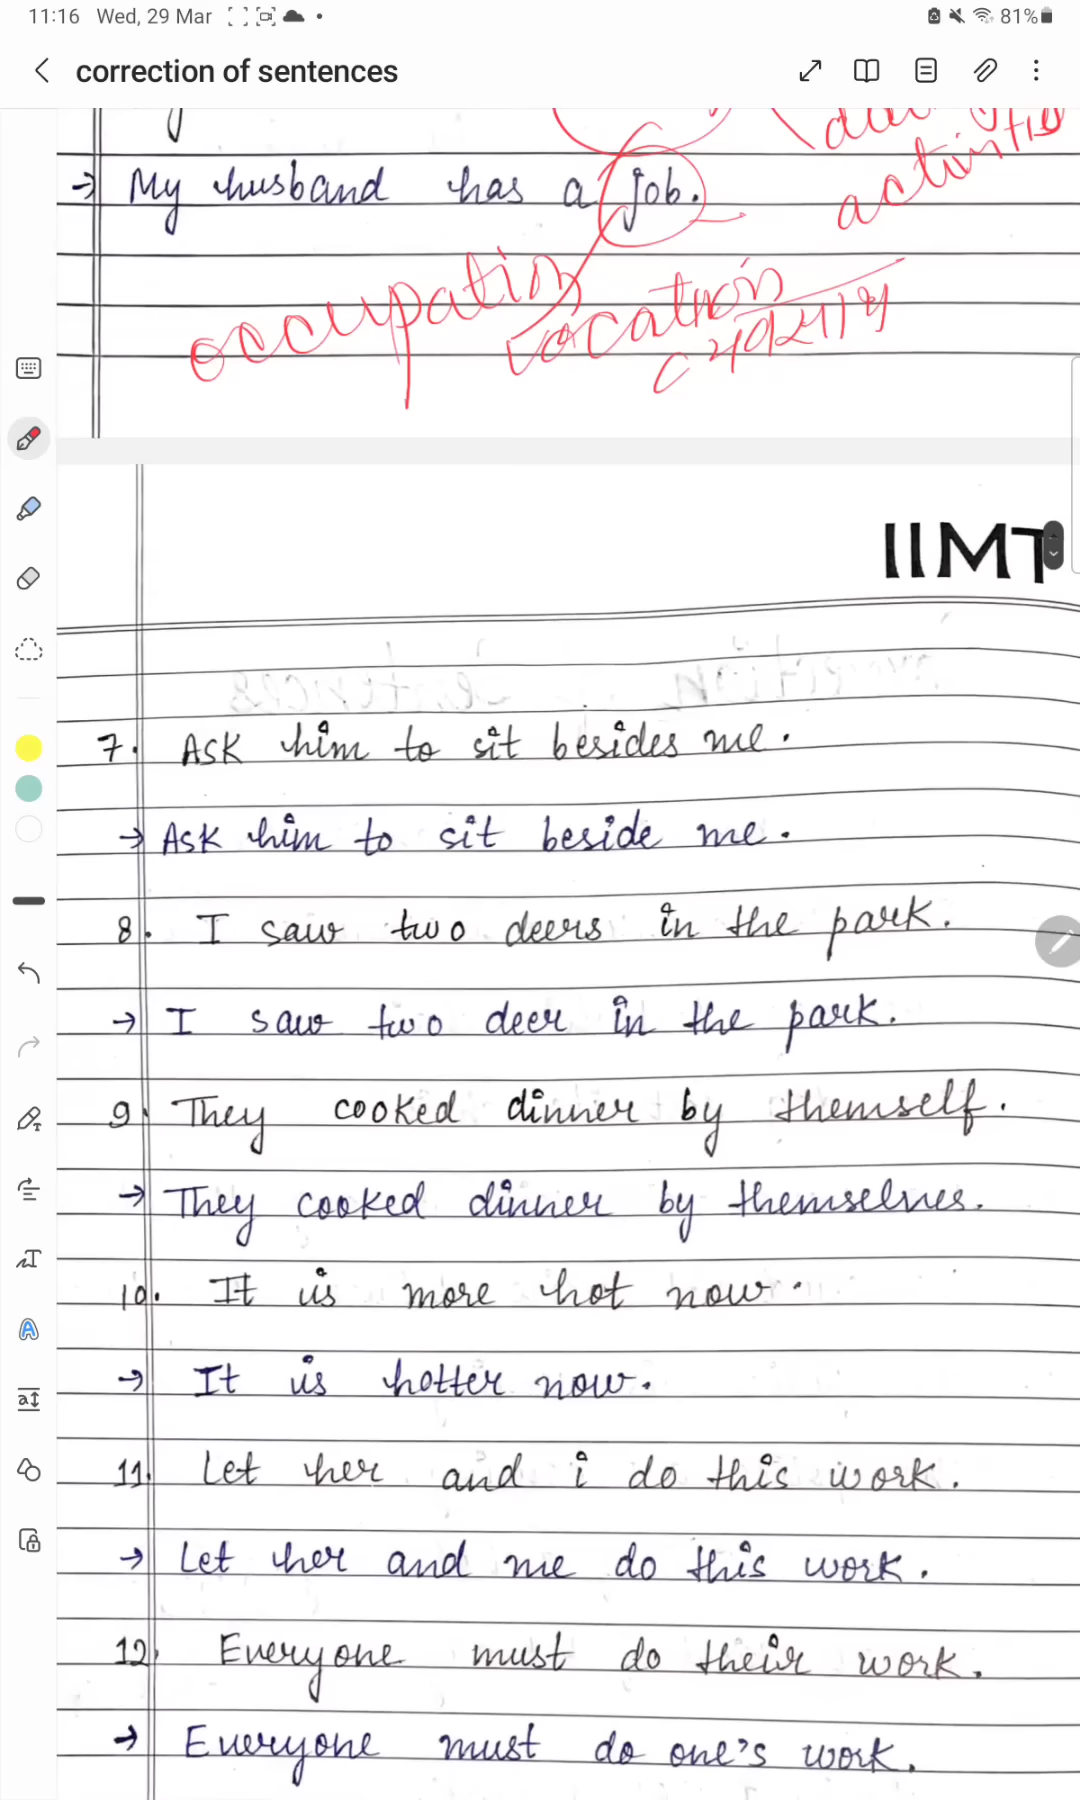 11:16 Wed, 29 Mar 81%
correction of sentences
→ My husband has a job.
activities
occupation
vocation
IIMT
7. Ask him to sit besides me.
→ Ask him to sit beside me.
8. I saw two deers in the park.
→ I saw two deer in the park.
9. They cooked dinner by themself.
→ They cooked dinner by themselves.
10. It is more hot now.
→ It is hotter now.
11. Let her and i do this work.
→ Let her and me do this work.
12. Everyone must do their work.
→ Everyone must do one's work.